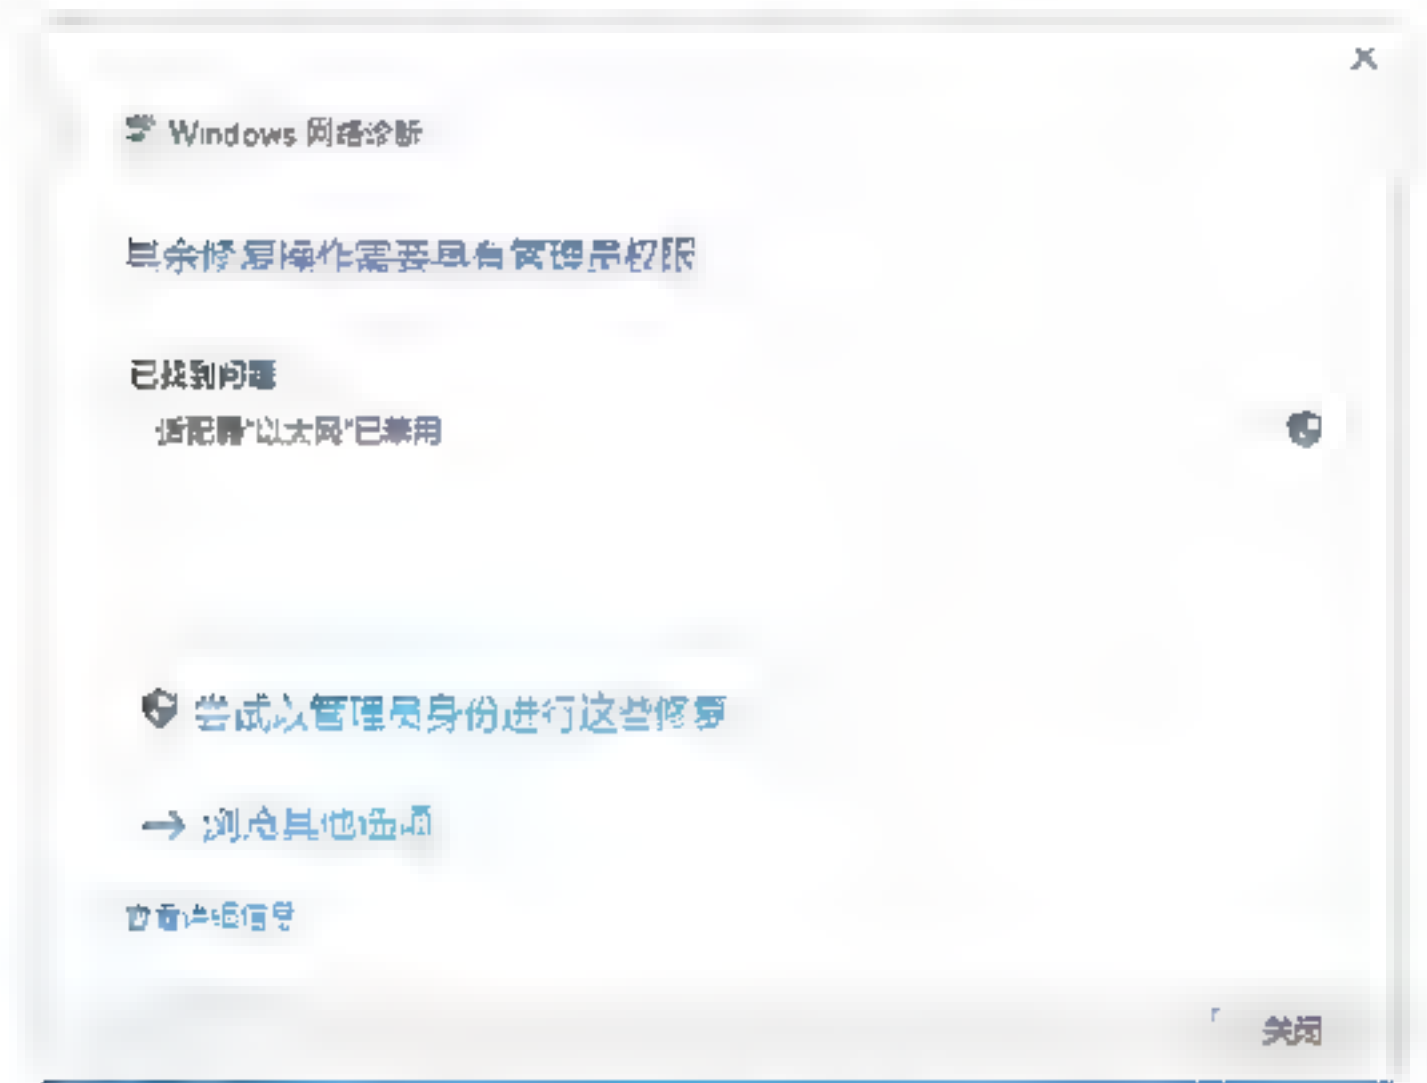 Windows 网络诊断
其余修复操作需要具有管理员权限
已找到问题
适配器"以太网"已禁用
尝试以管理员身份进行这些修复
浏览其他选项
查看详细信息
关闭